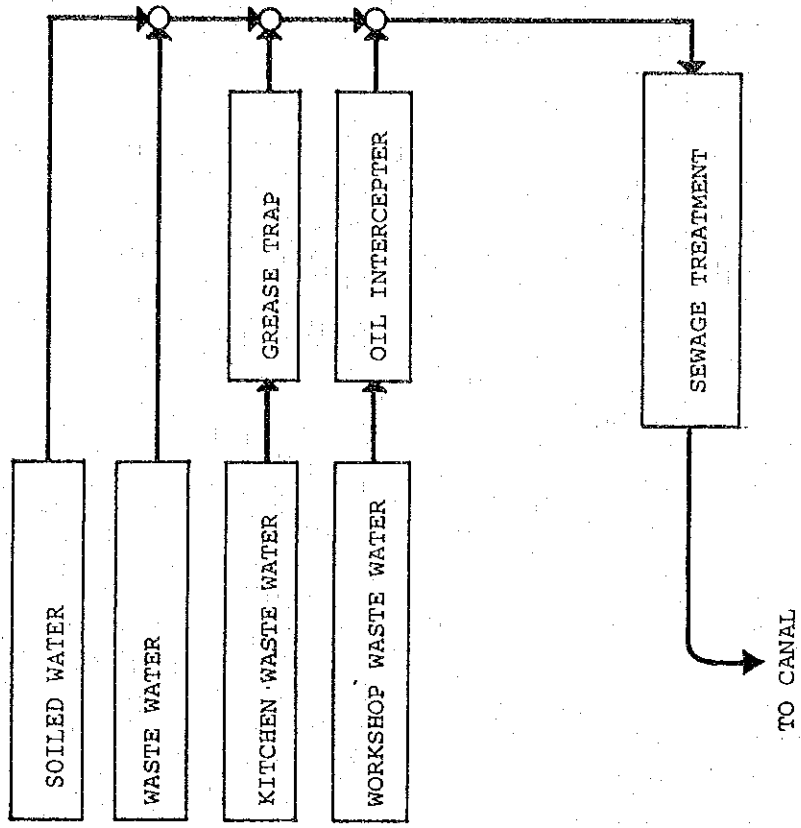 SOILED WATER
WASTE WATER
KITCHEN WASTE WATER
GREASE TRAP
WORKSHOP WASTE WATER
OIL INTERCEPTER
SEWAGE TREATMENT
TO CANAL